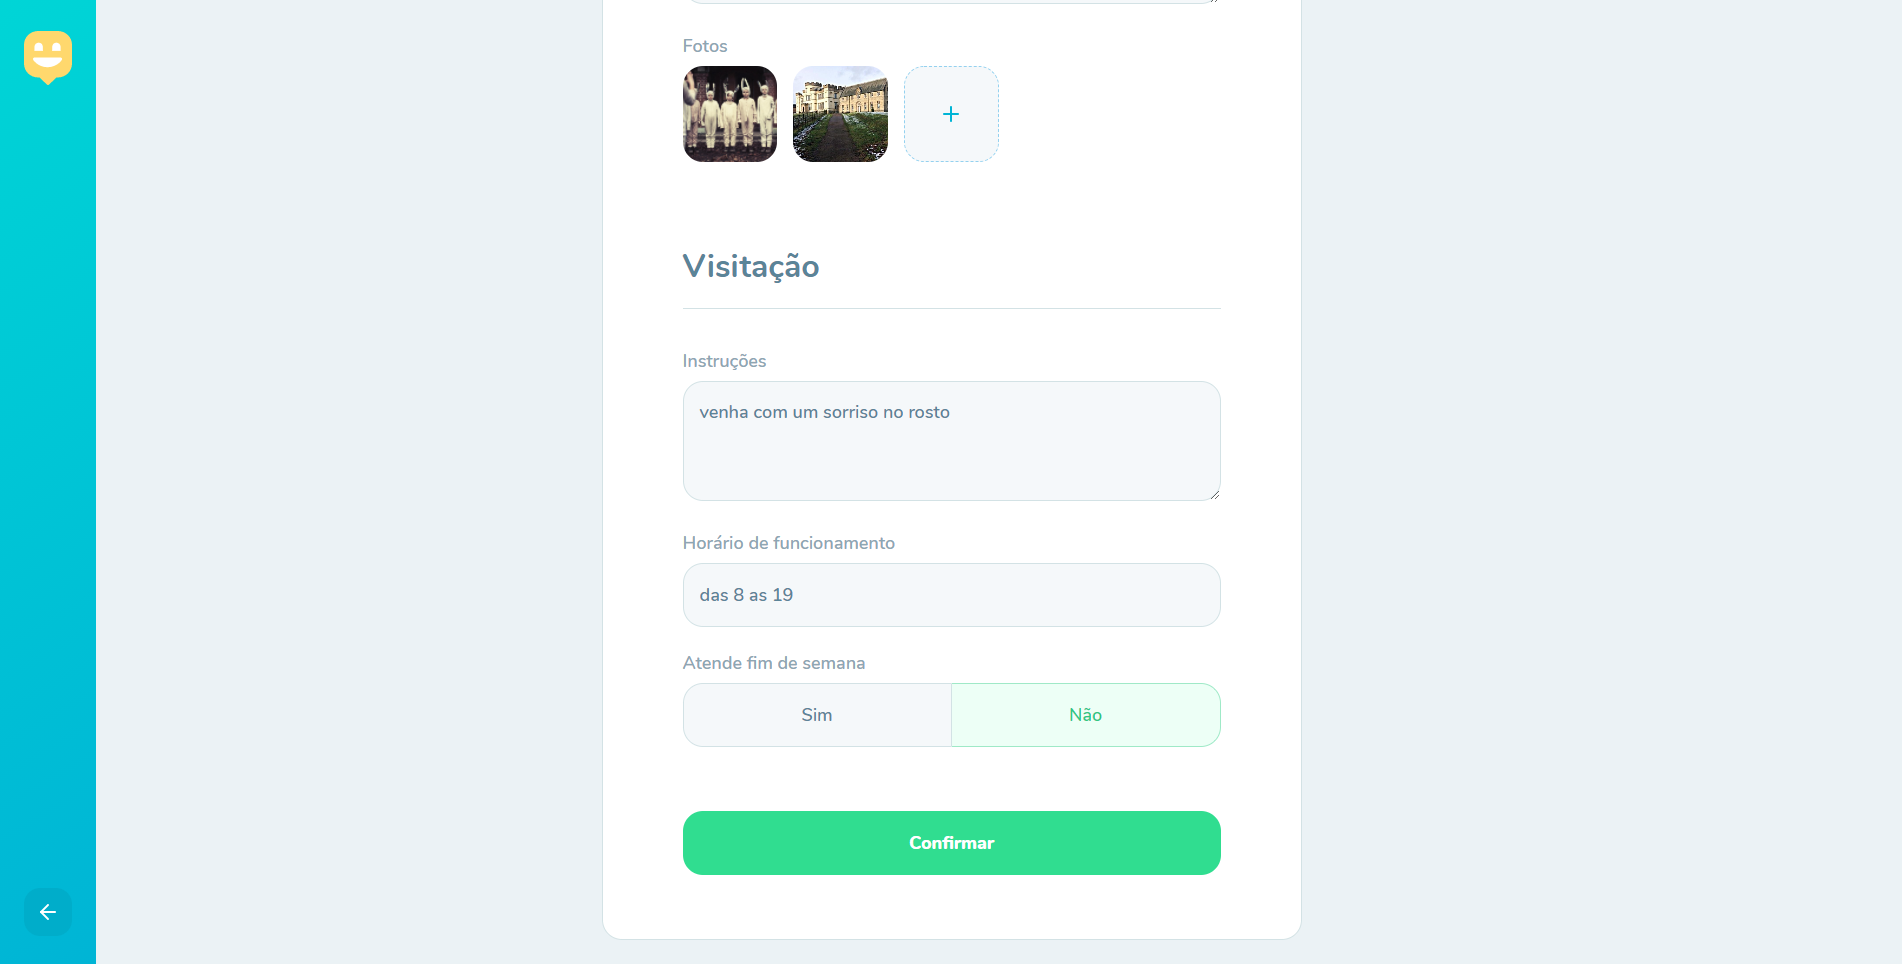 Fotos
Visitação
Instruções
venha com um sorriso no rosto
Horário de funcionamento
das 8 as 19
Atende fim de semana
Sim
Não
Confirmar